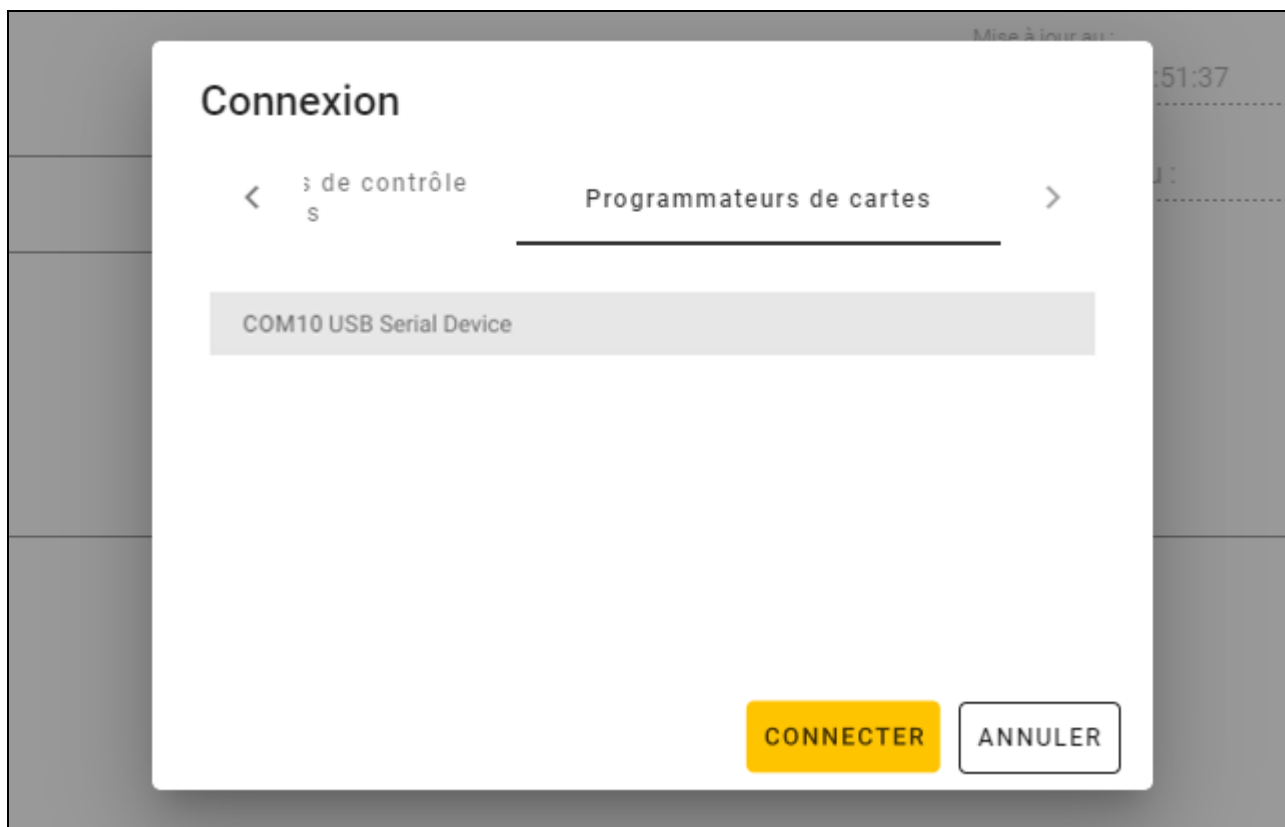 Mise à jour au :
:51:37
Connexion
de contrôle
Programmateurs de cartes
COM10 USB Serial Device
CONNECTER
ANNULER